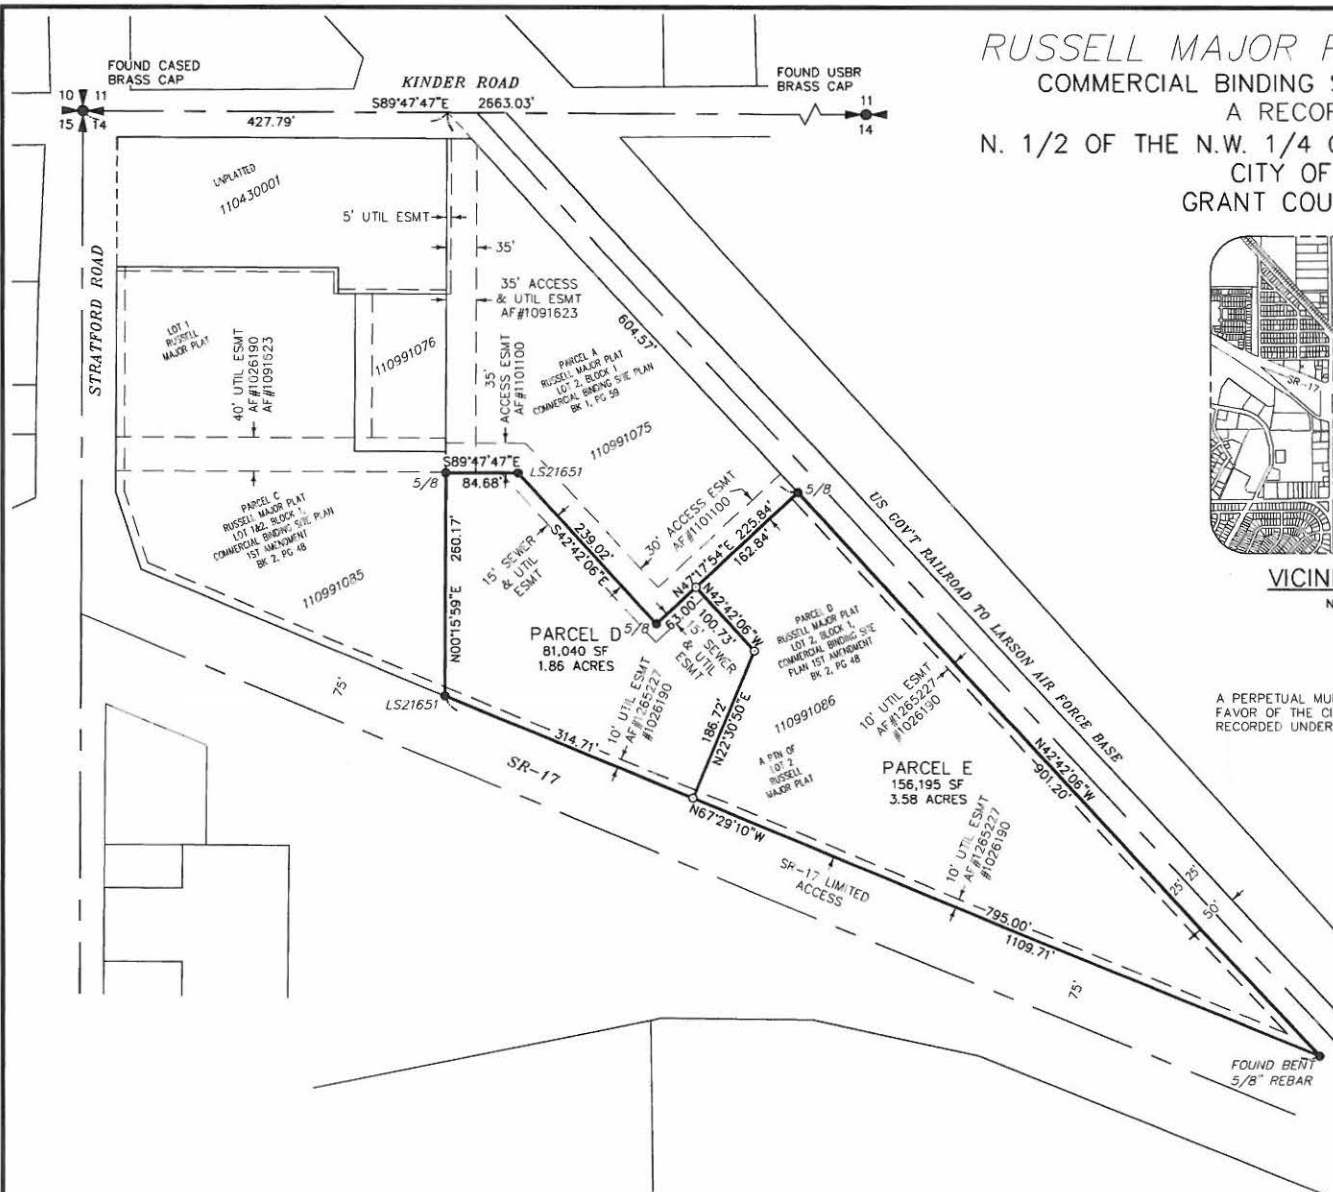 RUSSELL MAJOR
COMMERCIAL BINDING
A RECOR
N. 1/2 OF THE N.W. 1/4
CITY OF
GRANT COU
FOUND CASED
BRASS CAP
KINDER ROAD
FOUND USBR
BRASS CAP
10 11
15 14
S89°47'47"E 2663.03'
427.79'
11
14
UNPLATTED
110430001
5' UTIL ESMT
35'
35' ACCESS
& UTIL ESMT
AF#1091623
STRATFORD ROAD
LOT 1
RUSSELL
MAJOR PLAT
40' UTIL ESMT
AF#1026190
AF#1091623
110991076
35'
ACCESS ESMT
AF#1101100
604.57'
PARCEL A
RUSSELL MAJOR PLAT
LOT 2, BLOCK 1
COMMERCIAL BINDING SITE PLAN
BK 1, PG 59
110991075
SR-17
S89°47'47"E
84.68'
LS21651
5/8
5/8
PARCEL C
RUSSELL MAJOR PLAT
LOT 1&2, BLOCK 1,
COMMERCIAL BINDING SITE PLAN
1ST AMENDMENT
BK 2, PG 48
110991085
N00°15'59"E 260.17'
15' SEWER
& UTIL
ESMT
239.02'
S42°42'06"E
30' ACCESS ESMT
AF#1101100
N47°17'54"E 225.84'
162.84'
US GOV'T RAILROAD TO LARSON AIR FORCE BASE
VICINI
5/8
63.00'
N42°42'06"W
100.73'
15' SEWER
& UTIL
ESMT
PARCEL D
81,040 SF
1.86 ACRES
PARCEL D
RUSSELL MAJOR PLAT
LOT 2, BLOCK 1,
COMMERCIAL BINDING SITE
PLAN 1ST AMENDMENT
BK 2, PG 48
110991086
75'
LS21651
10' UTIL ESMT
AF#1265227
#1026190
186.72'
N22°30'50"E
10' UTIL ESMT
AF#1265227
#1026190
A PERPETUAL MU
FAVOR OF THE CI
RECORDED UNDER
314.71'
SR-17
A PTN OF
LOT 2
RUSSELL
MAJOR PLAT
PARCEL E
156,195 SF
3.58 ACRES
N42°42'06"W
901.20'
N67°29'10"W
SR-17 LIMITED
ACCESS
10' UTIL ESMT
AF#1265227
#1026190
25' 25'
50'
795.00'
1109.71'
75'
FOUND BENT
5/8" REBAR